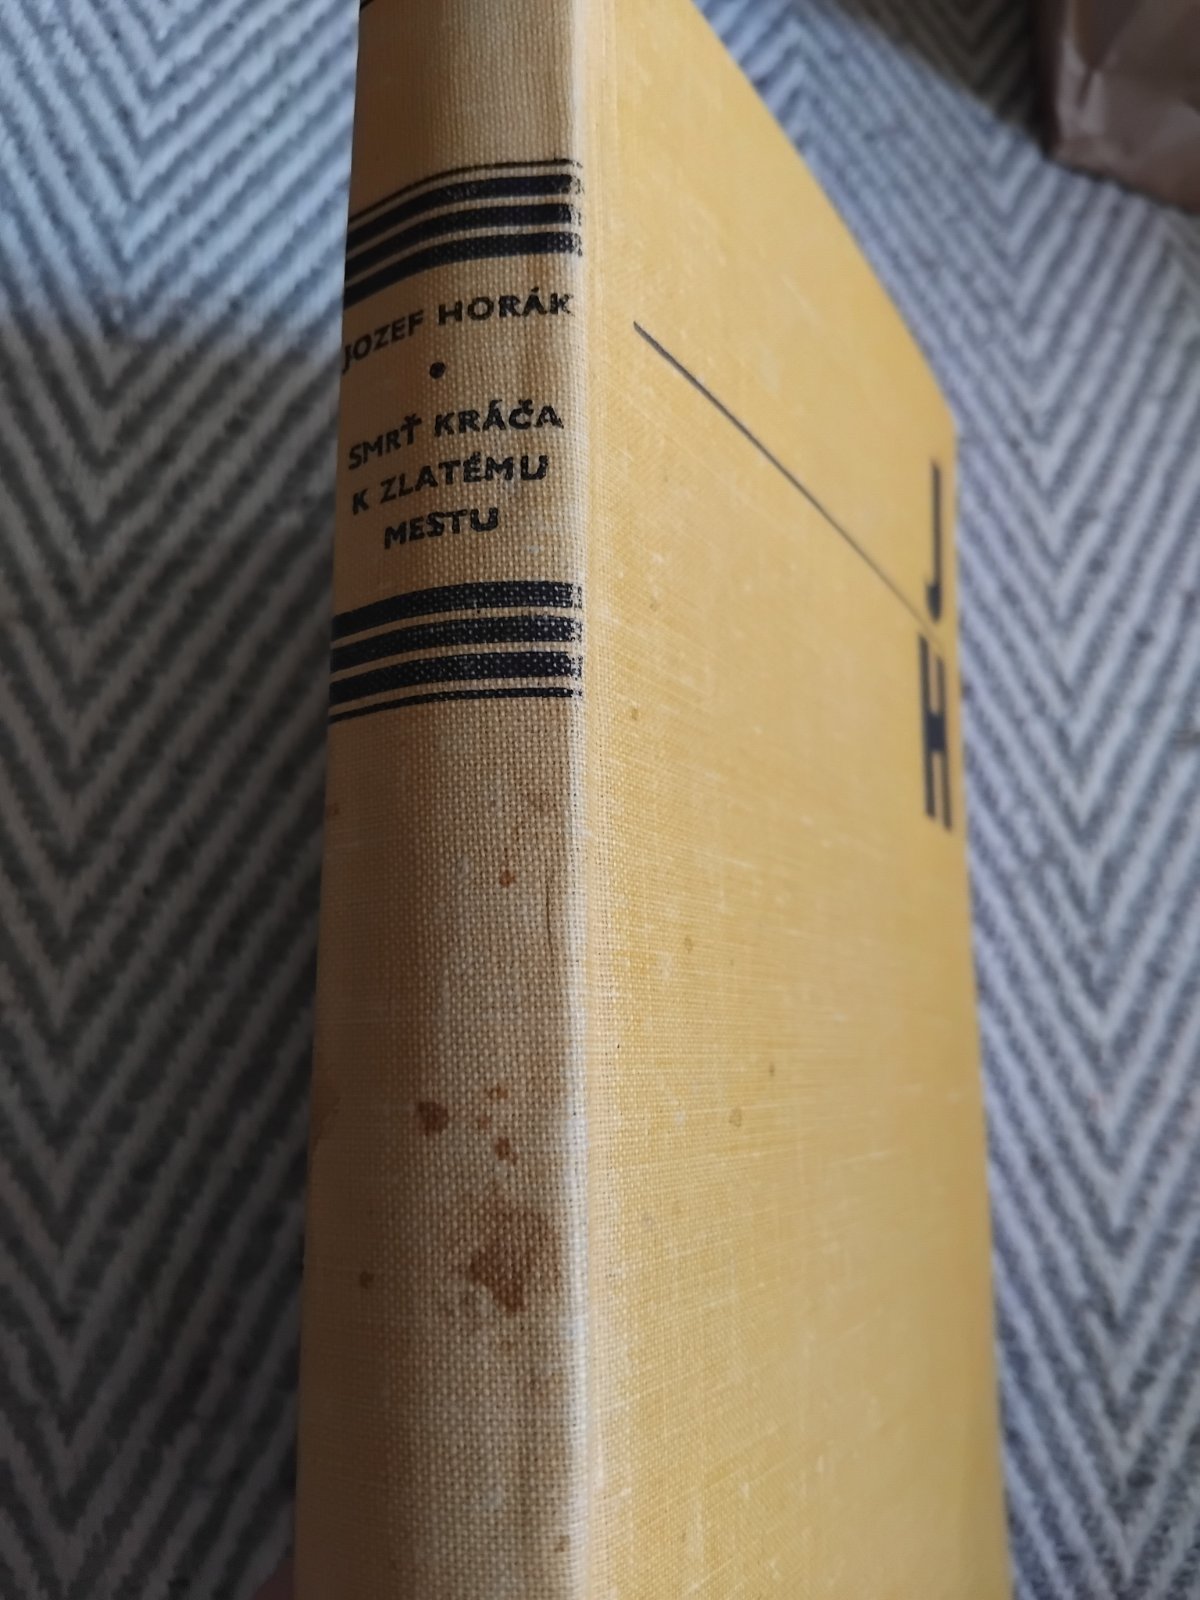 JOZEF HORÁK
•
SMRŤ KRÁČA
K ZLATÉMU
MESTU
J
H